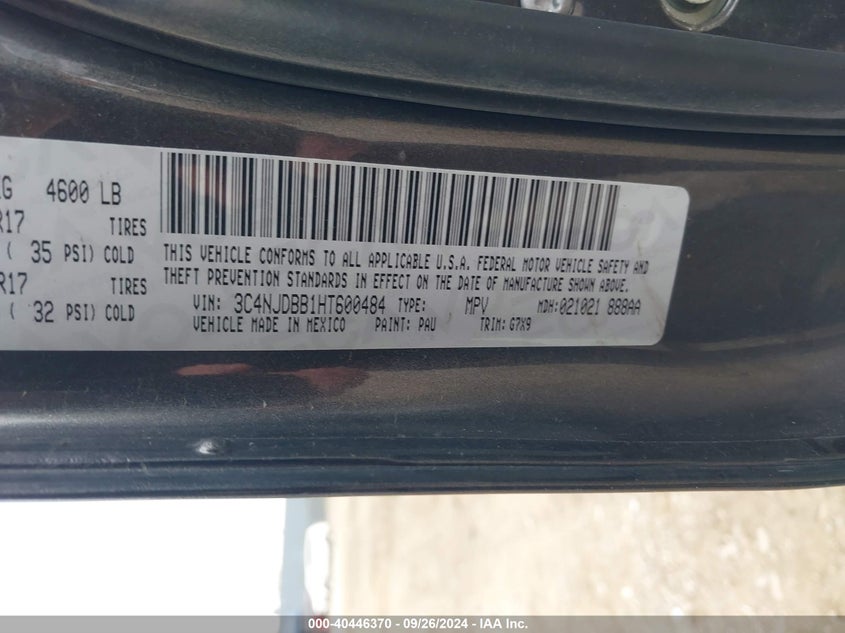 4600 LB
R17 TIRES
( 35 PSI) COLD
R17 TIRES
( 32 PSI) COLD
THIS VEHICLE CONFORMS TO ALL APPLICABLE U.S.A. FEDERAL MOTOR VEHICLE SAFETY AND
THEFT PREVENTION STANDARDS IN EFFECT ON THE DATE OF MANUFACTURE SHOWN ABOVE.
VIN: 3C4NJDBB1HT600484 TYPE: MPV MDH:021021 888AA
VEHICLE MADE IN MEXICO PAINT: PAU TRIM: G7X9
000-40446370 - 09/26/2024 - IAA Inc.